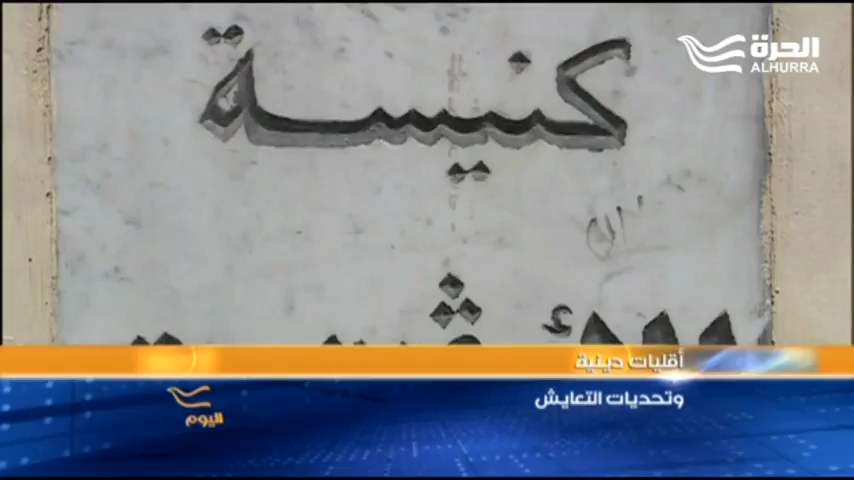 كنيسة
الحرة
ALHURRA
أقليات دينية
وتحديات التعايش
اليوم